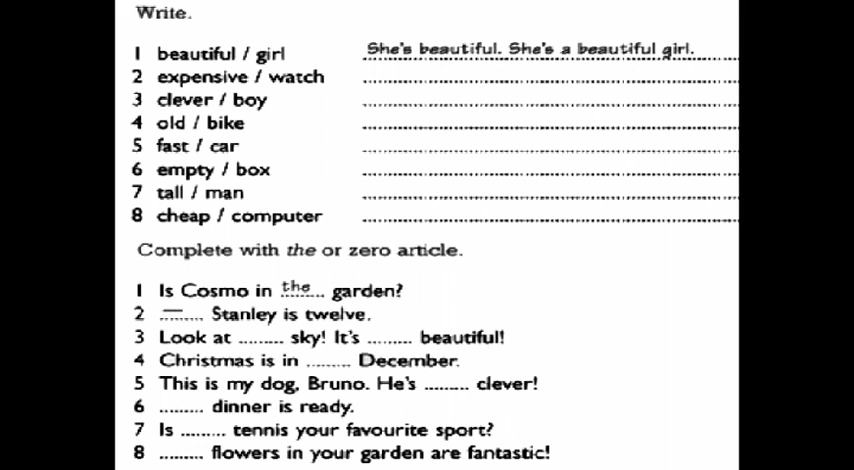 Write.
1 beautiful / girl She's beautiful. She's a beautiful girl.
2 expensive / watch ..............................
3 clever / boy ..............................
4 old / bike ..............................
5 fast / car ..............................
6 empty / box ..............................
7 tall / man ..............................
8 cheap / computer ..............................
Complete with the or zero article.
1 Is Cosmo in the garden?
2 — Stanley is twelve.
3 Look at ......... sky! It's ......... beautiful!
4 Christmas is in ......... December.
5 This is my dog, Bruno. He's ......... clever!
6 ......... dinner is ready.
7 Is ......... tennis your favourite sport?
8 ......... flowers in your garden are fantastic!